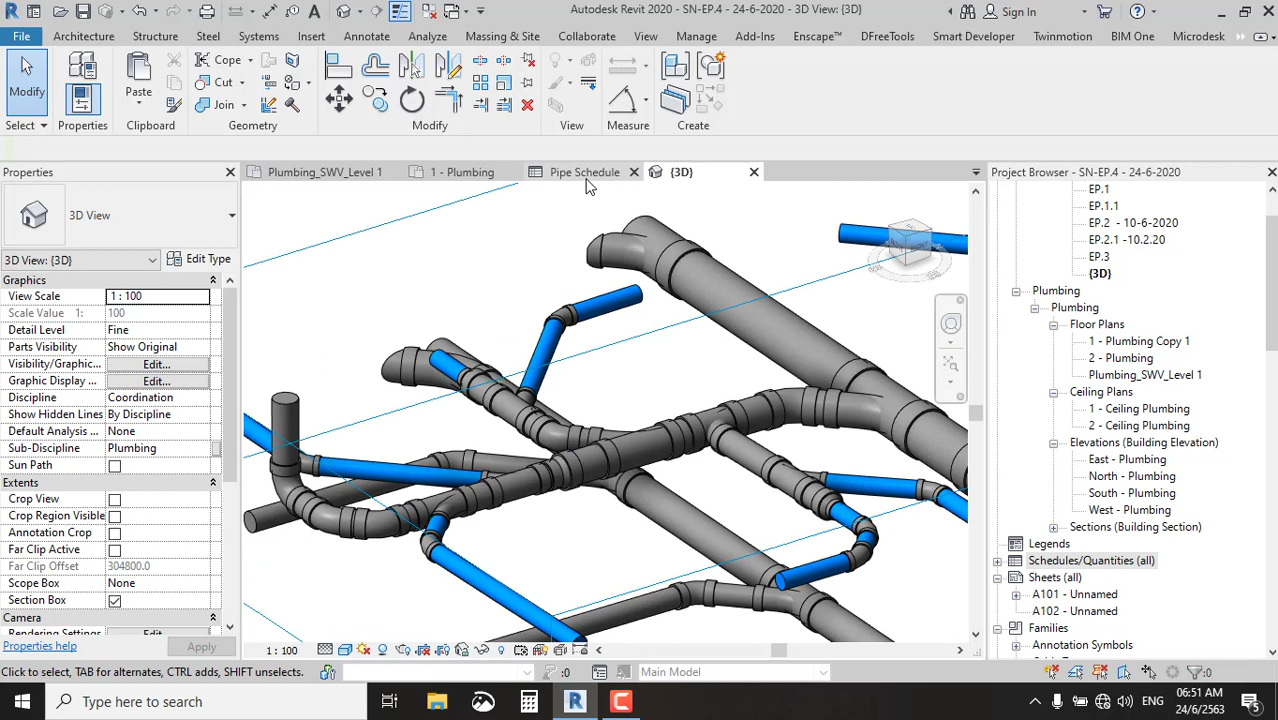 Autodesk Revit 2020 - SN-EP.4 - 24-6-2020 - 3D View: {3D}
Sign In
File Architecture Structure Steel Systems Insert Annotate Analyze Massing & Site Collaborate View Manage Add-Ins Enscape™ DFreeTools Smart Developer Twinmotion BIM One Microdesk
Modify
Paste
Cope
Cut
Join
Select Properties Clipboard Geometry Modify View Measure Create
Properties
Plumbing_SWV_Level 1
1 - Plumbing
Pipe Schedule
{3D}
Project Browser - SN-EP.4 - 24-6-2020
3D View
3D View: {3D}
Edit Type
Graphics
View Scale 1 : 100
Scale Value 1: 100
Detail Level Fine
Parts Visibility Show Original
Visibility/Graphic... Edit...
Graphic Display ... Edit...
Discipline Coordination
Show Hidden Lines By Discipline
Default Analysis ... None
Sub-Discipline Plumbing
Sun Path
Extents
Crop View
Crop Region Visible
Annotation Crop
Far Clip Active
Far Clip Offset 304800.0
Scope Box None
Section Box
Camera
Rendering Settings Edit...
Properties help
Apply
EP.1
EP.1.1
EP.2 - 10-6-2020
EP.2.1 -10.2.20
EP.3
{3D}
Plumbing
Plumbing
Floor Plans
1 - Plumbing Copy 1
2 - Plumbing
Plumbing_SWV_Level 1
Ceiling Plans
1 - Ceiling Plumbing
2 - Ceiling Plumbing
Elevations (Building Elevation)
East - Plumbing
North - Plumbing
South - Plumbing
West - Plumbing
Sections (Building Section)
Legends
Schedules/Quantities (all)
Sheets (all)
A101 - Unnamed
A102 - Unnamed
Families
Annotation Symbols
1 : 100
Click to select, TAB for alternates, CTRL adds, SHIFT unselects.
:0
Main Model
:0
Type here to search
ENG
06:51 AM
24/6/2563
5